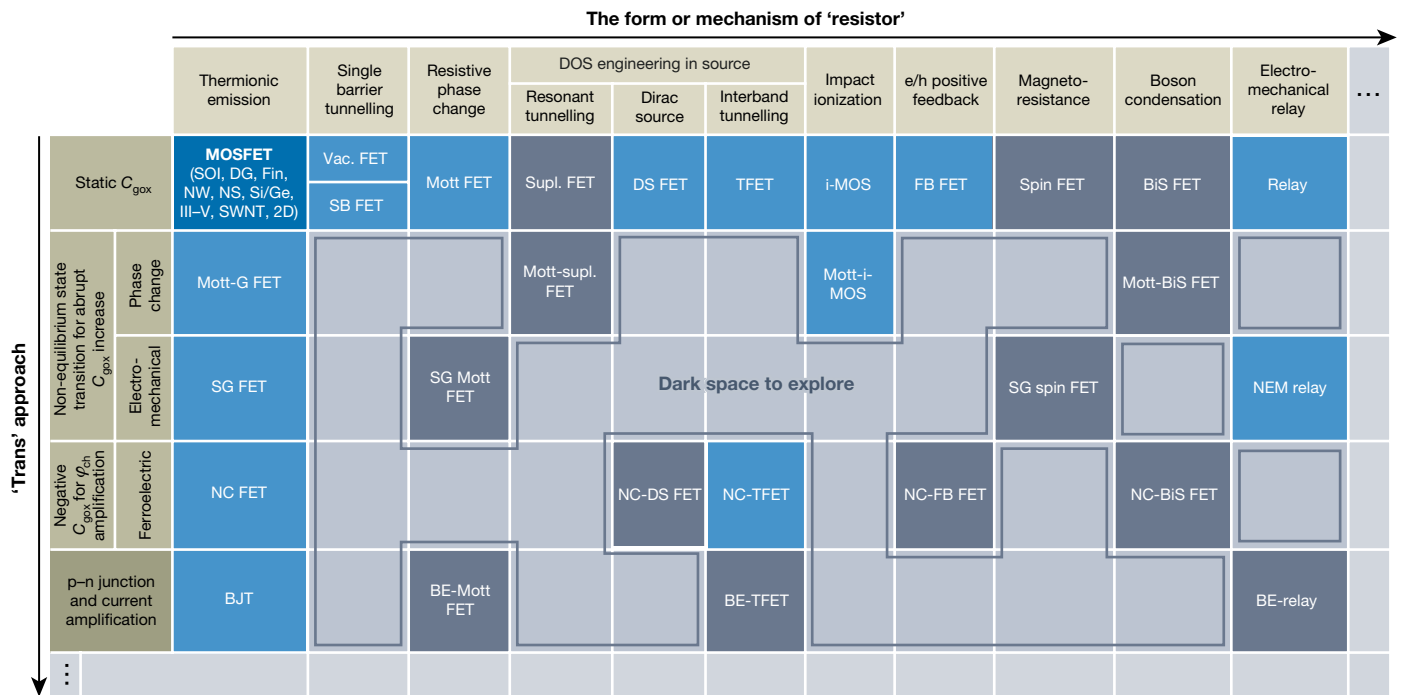 The form or mechanism of ‘resistor’
‘Trans’ approach
Thermionic
emission
Single
barrier
tunnelling
Resistive
phase
change
DOS engineering in source
Resonant
tunnelling
Dirac
source
Interband
tunnelling
Impact
ionization
e/h positive
feedback
Magneto-
resistance
Boson
condensation
Electro-
mechanical
relay
...
Static Cgox
MOSFET
(SOI, DG, Fin,
NW, NS, Si/Ge,
III–V, SWNT, 2D)
Vac. FET
SB FET
Mott FET
Supl. FET
DS FET
TFET
i-MOS
FB FET
Spin FET
BiS FET
Relay
Non-equilibrium state
transition for abrupt
Cgox increase
Phase
change
Mott-G FET
Mott-supl.
FET
Mott-i-
MOS
Mott-BiS FET
Electro-
mechanical
SG FET
SG Mott
FET
Dark space to explore
SG spin FET
NEM relay
Negative
Cgox for φch
amplification
Ferroelectric
NC FET
NC-DS FET
NC-TFET
NC-FB FET
NC-BiS FET
p–n junction
and current
amplification
BJT
BE-Mott
FET
BE-TFET
BE-relay
...